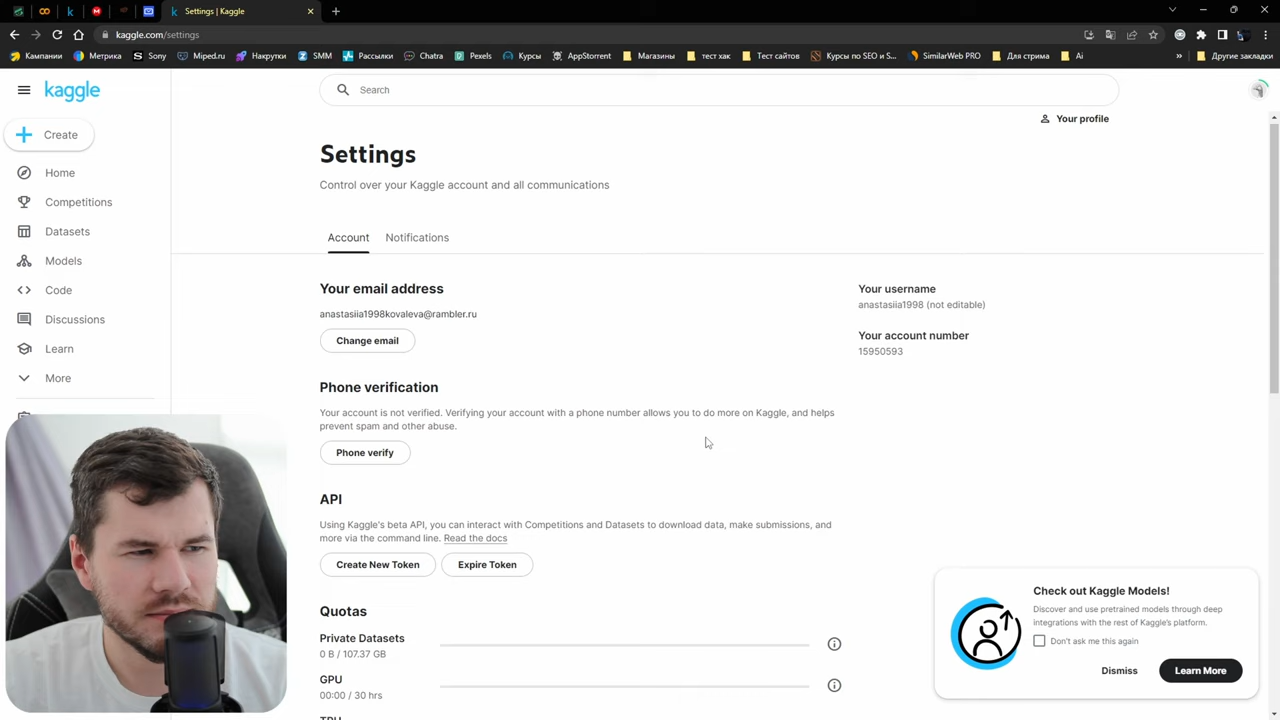 Settings | Kaggle
kaggle.com/settings
Кампании
Метрика
Sony
Miped.ru
Накрутки
SMM
Рассылки
Chatra
Pexels
Курсы
AppStorrent
Магазины
тест хак
Тест сайтов
Курсы по SEO и S...
SimilarWeb PRO
Для стрима
Ai
Другие закладки
kaggle
Search
Your profile
Create
Home
Competitions
Datasets
Models
Code
Discussions
Learn
More
Settings
Control over your Kaggle account and all communications
Account
Notifications
Your email address
anastasiia1998kovaleva@rambler.ru
Change email
Your username
anastasiia1998 (not editable)
Your account number
15950593
Phone verification
Your account is not verified. Verifying your account with a phone number allows you to do more on Kaggle, and helps
prevent spam and other abuse.
Phone verify
API
Using Kaggle's beta API, you can interact with Competitions and Datasets to download data, make submissions, and
more via the command line. Read the docs
Create New Token
Expire Token
Quotas
Private Datasets
0 B / 107.37 GB
GPU
00:00 / 30 hrs
Check out Kaggle Models!
Discover and use pretrained models through deep
integrations with the rest of Kaggle's platform.
Don't ask me this again
Dismiss
Learn More